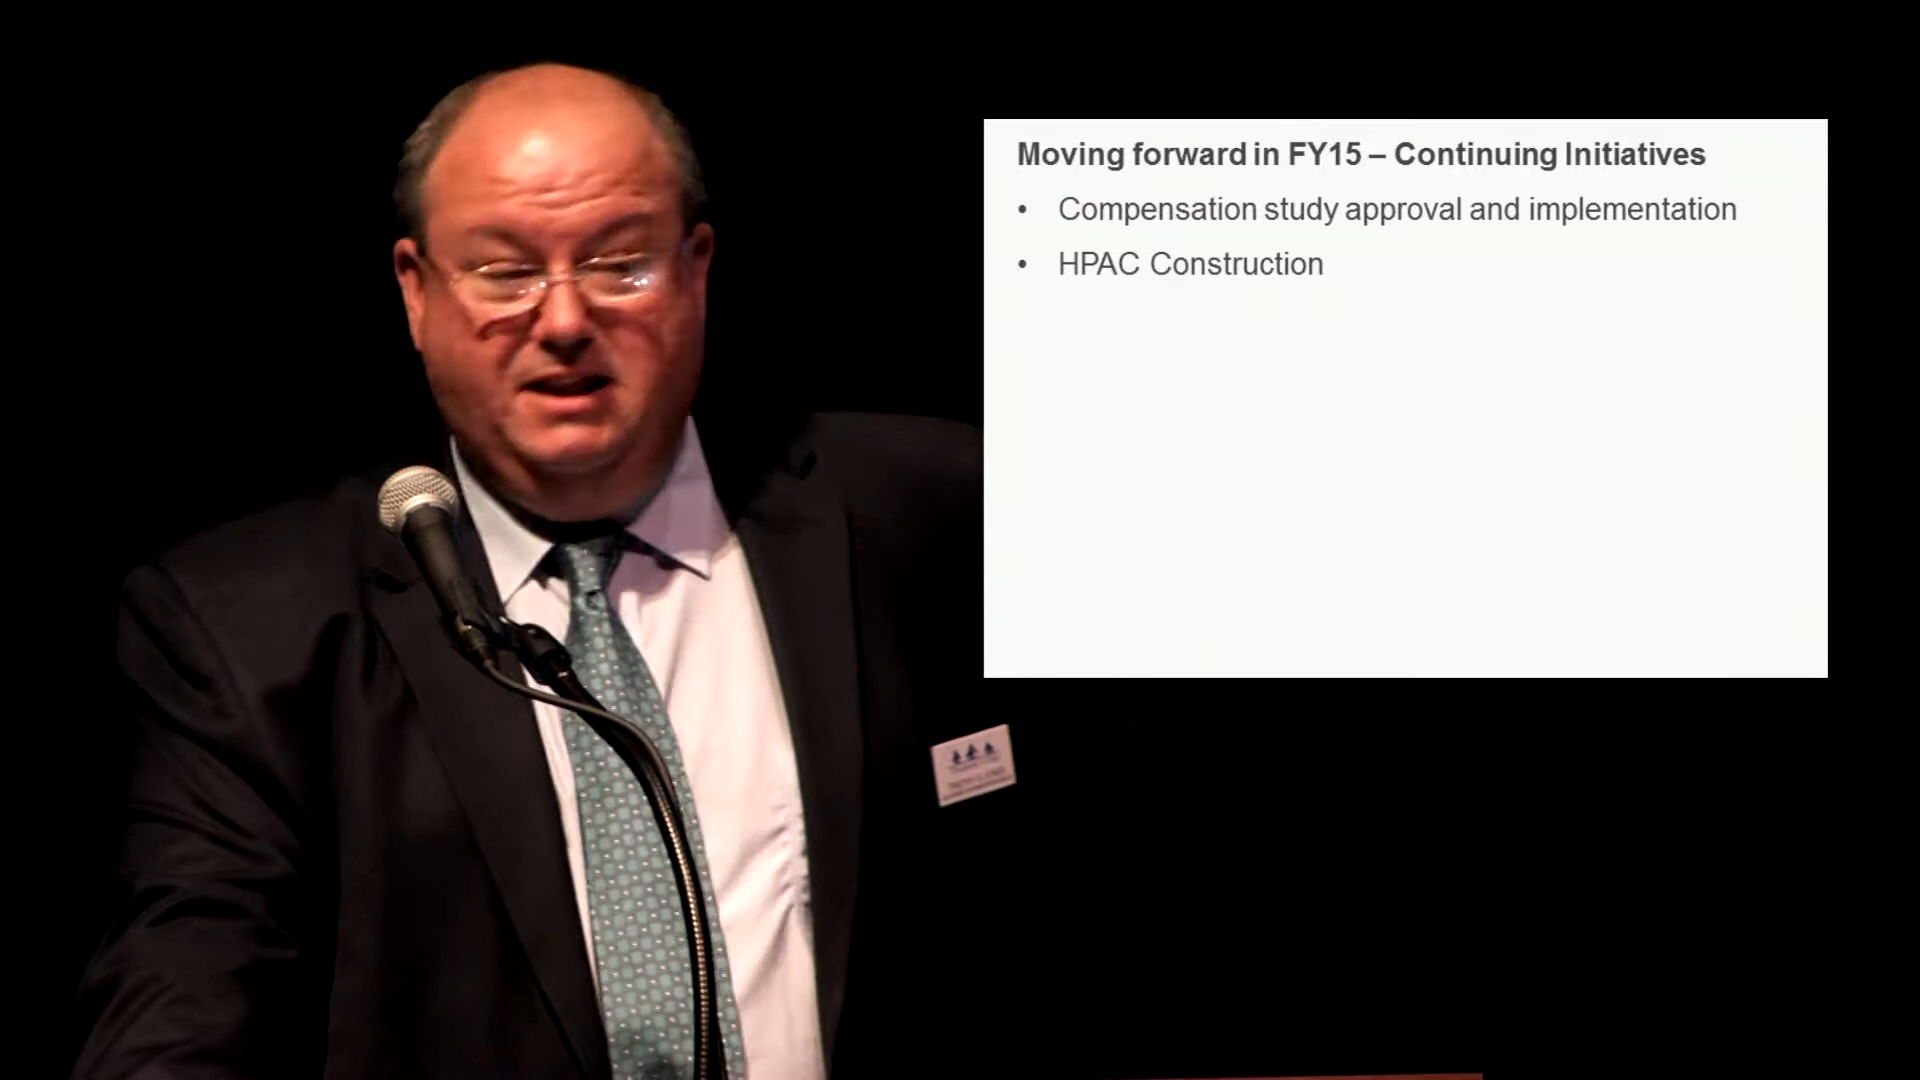 Moving forward in FY15 – Continuing Initiatives
• Compensation study approval and implementation
• HPAC Construction